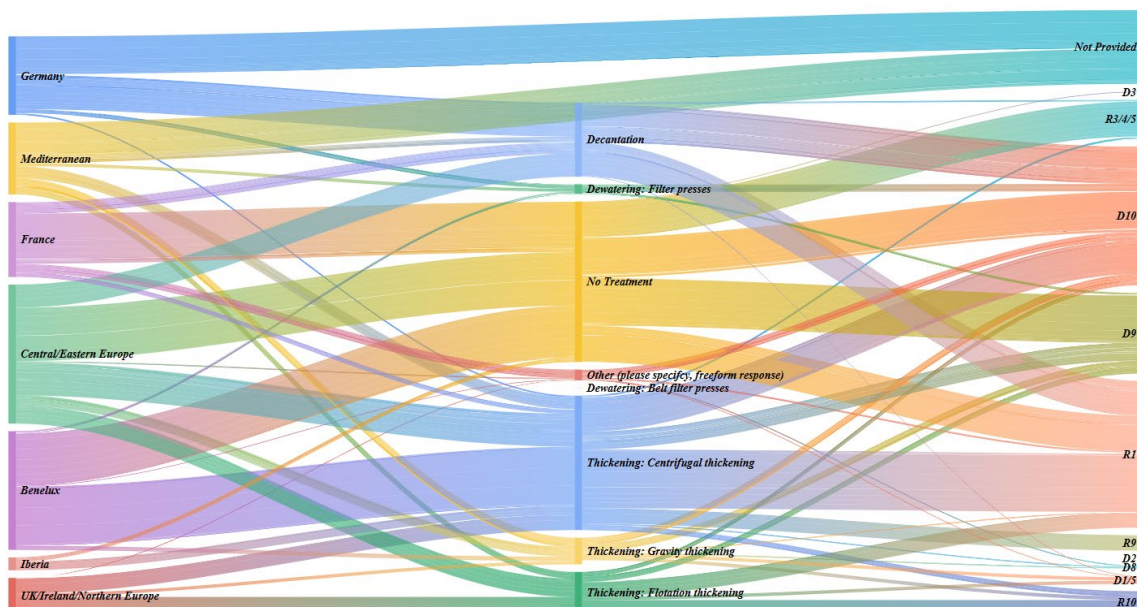 Germany
Mediterranean
France
Central/Eastern Europe
Benelux
Iberia
UK/Ireland/Northern Europe
Decantation
Dewatering: Filter presses
No Treatment
Other (please specifcy, freeform response)
Dewatering: Belt filter presses
Thickening: Centrifugal thickening
Thickening: Gravity thickening
Thickening: Flotation thickening
Not Provided
D3
R3/4/5
D10
D9
R1
R9
D2
D8
D1/5
R10